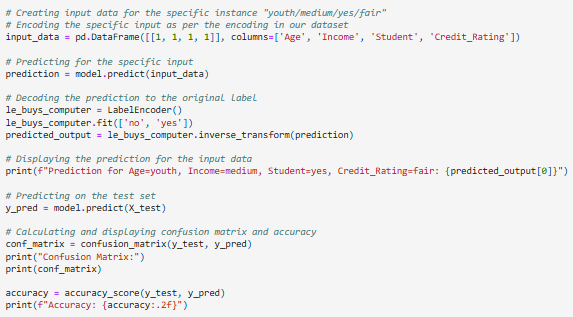 # Creating input data for the specific instance "youth/medium/yes/fair"
# Encoding the specific input as per the encoding in our dataset
input_data = pd.DataFrame([[1, 1, 1, 1]], columns=['Age', 'Income', 'Student', 'Credit_Rating'])
# Predicting for the specific input
prediction = model.predict(input_data)
# Decoding the prediction to the original label
le_buys_computer = LabelEncoder()
le_buys_computer.fit(['no', 'yes'])
predicted_output = le_buys_computer.inverse_transform(prediction)
# Displaying the prediction for the input data
print(f"Prediction for Age=youth, Income=medium, Student=yes, Credit_Rating=fair: {predicted_output[0]}")
# Predicting on the test set
y_pred = model.predict(X_test)
# Calculating and displaying confusion matrix and accuracy
conf_matrix = confusion_matrix(y_test, y_pred)
print("Confusion Matrix:")
print(conf_matrix)
accuracy = accuracy_score(y_test, y_pred)
print(f"Accuracy: {accuracy:.2f}")